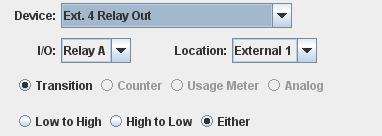 Device: Ext. 4 Relay Out
I/O: Relay A Location: External 1
Transition Counter Usage Meter Analog
Low to High High to Low Either